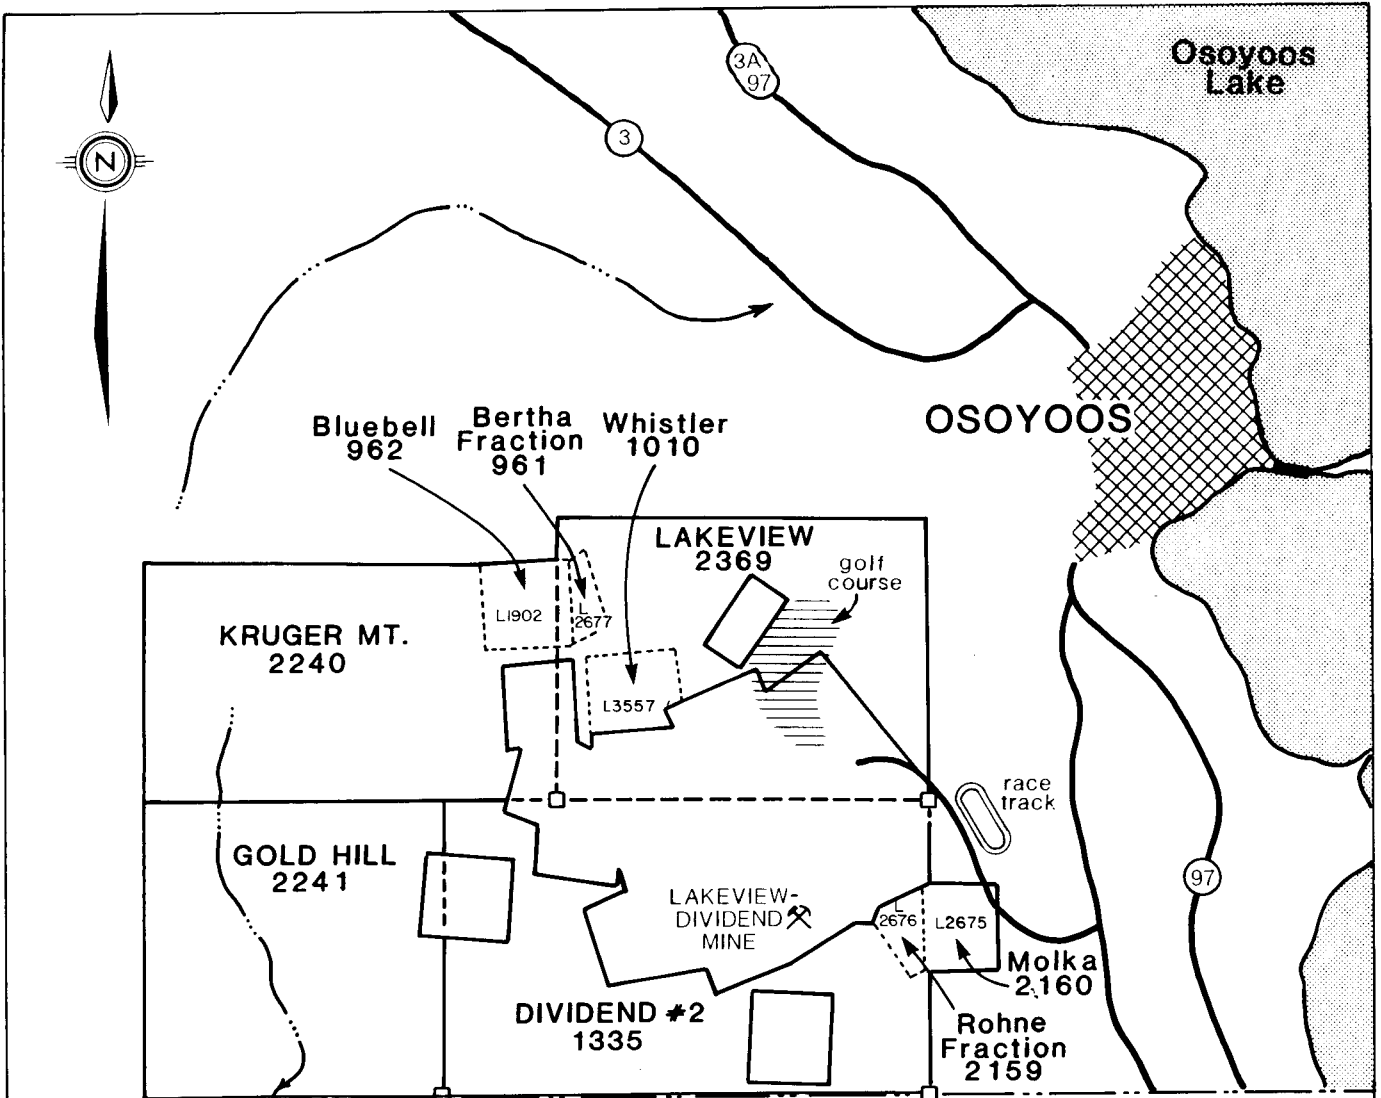 Osoyoos
Lake
3A
97
3
N
OSOYOOS
Bluebell
962
Bertha
Fraction
961
Whistler
1010
LAKEVIEW
2369
golf
course
L1902
L
2677
KRUGER MT.
2240
L3557
race
track
GOLD HILL
2241
97
LAKEVIEW-
DIVIDEND
MINE
L
2676
L2675
Molka
2160
DIVIDEND #2
1335
Rohne
Fraction
2159